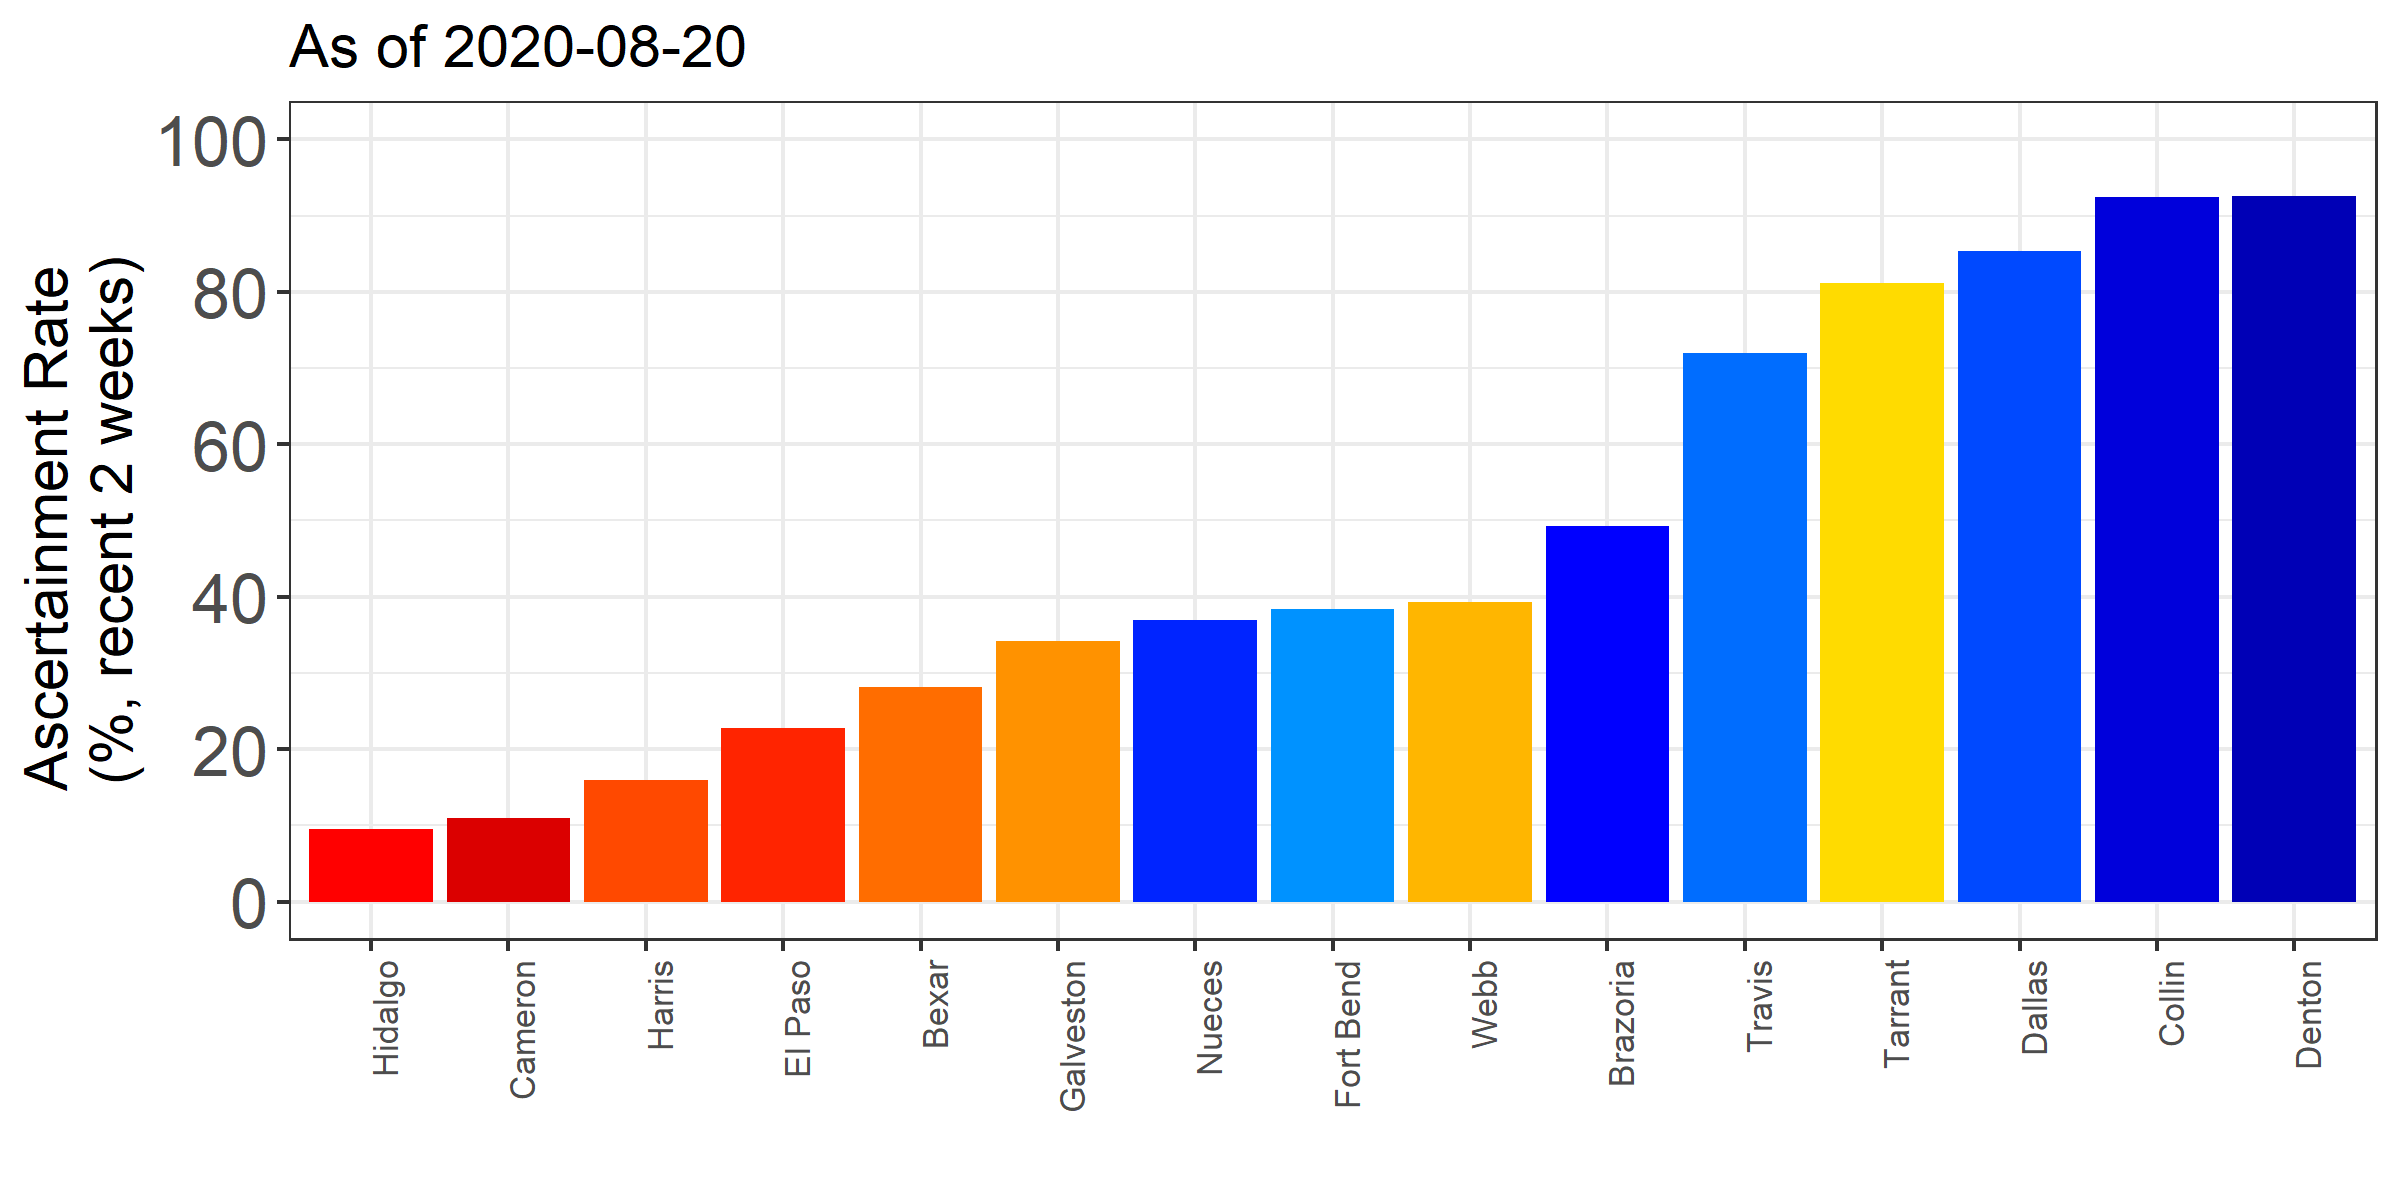 As of 2020-08-20
Ascertainment Rate
(%, recent 2 weeks)
100
80
60
40
20
0
Hidalgo
Cameron
Harris
El Paso
Bexar
Galveston
Nueces
Fort Bend
Webb
Brazoria
Travis
Tarrant
Dallas
Collin
Denton